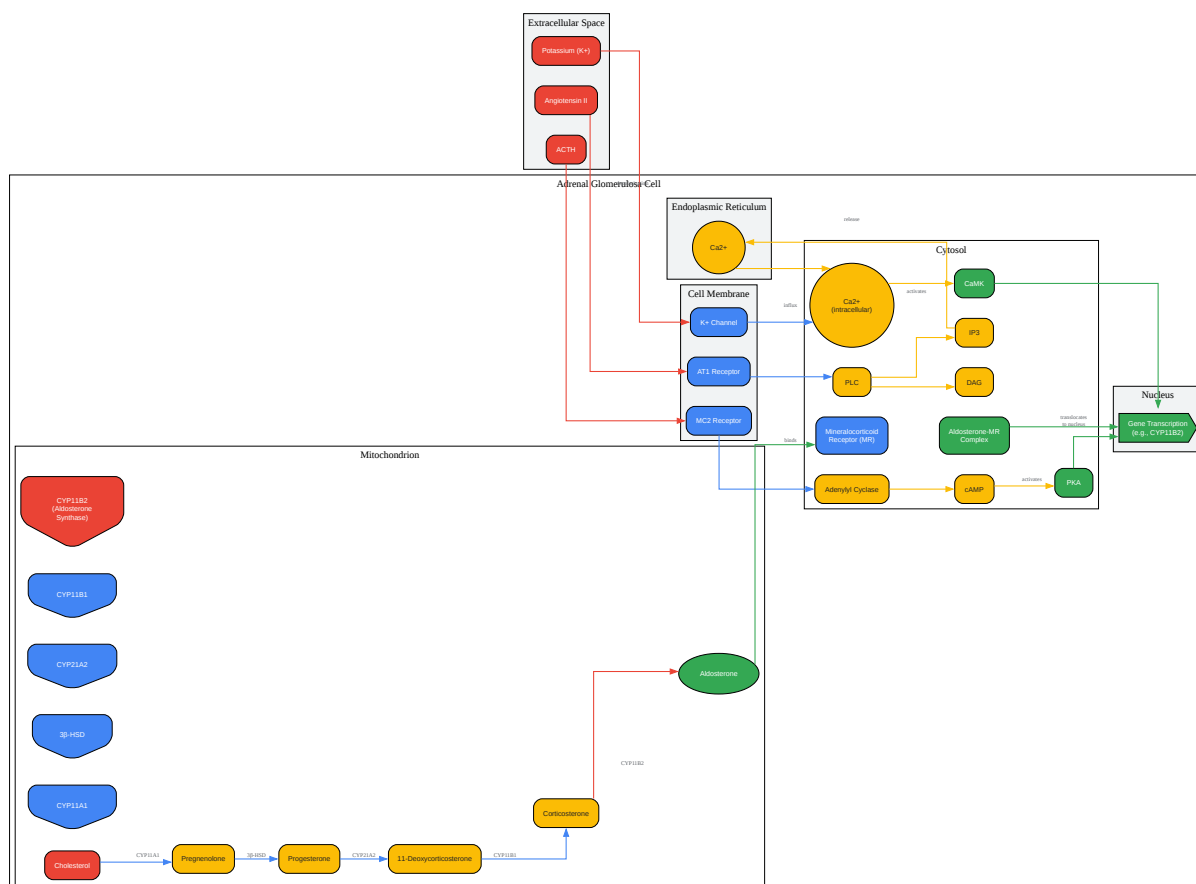 Extracellular Space
Potassium (K+)
Angiotensin II
ACTH
Adrenal Glomerulosa Cell
Endoplasmic Reticulum
Ca2+
release
Cytosol
Ca2+
(intracellular)
activates
CaMK
Cell Membrane
K+ Channel
influx
IP3
AT1 Receptor
PLC
DAG
Nucleus
Gene Transcription
(e.g., CYP11B2)
translocates
to nucleus
MC2 Receptor
binds
Mineralocorticoid
Receptor (MR)
Aldosterone-MR
Complex
Adenylyl Cyclase
cAMP
activates
PKA
Mitochondrion
CYP11B2
(Aldosterone
Synthase)
CYP11B1
CYP21A2
3β-HSD
CYP11A1
Aldosterone
CYP11B2
Corticosterone
Cholesterol
CYP11A1
Pregnenolone
3β-HSD
Progesterone
CYP21A2
11-Deoxycorticosterone
CYP11B1